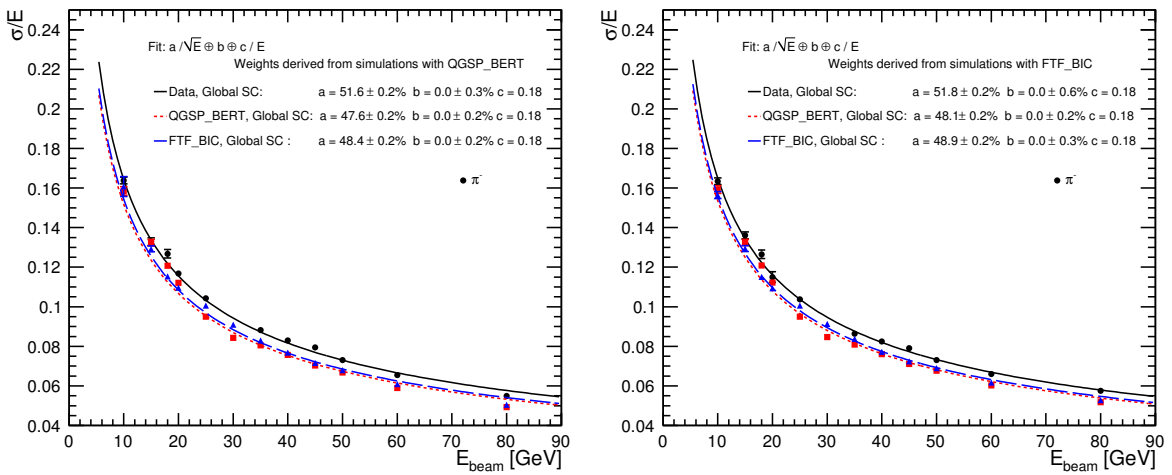 σ/E
0.24
0.22
0.2
0.18
0.16
0.14
0.12
0.1
0.08
0.06
0.04
Fit: a /√E ⊕ b ⊕ c / E
Weights derived from simulations with QGSP_BERT
Data, Global SC: a = 51.6 ± 0.2% b = 0.0 ± 0.3% c = 0.18
QGSP_BERT, Global SC: a = 47.6 ± 0.2% b = 0.0 ± 0.2% c = 0.18
FTF_BIC, Global SC : a = 48.4 ± 0.2% b = 0.0 ± 0.2% c = 0.18
π-
0 10 20 30 40 50 60 70 80 90
E_beam [GeV]
σ/E
0.24
0.22
0.2
0.18
0.16
0.14
0.12
0.1
0.08
0.06
0.04
Fit: a /√E ⊕ b ⊕ c / E
Weights derived from simulations with FTF_BIC
Data, Global SC: a = 51.8 ± 0.2% b = 0.0 ± 0.6% c = 0.18
QGSP_BERT, Global SC: a = 48.1 ± 0.2% b = 0.0 ± 0.2% c = 0.18
FTF_BIC, Global SC : a = 48.9 ± 0.2% b = 0.0 ± 0.3% c = 0.18
π-
0 10 20 30 40 50 60 70 80 90
E_beam [GeV]